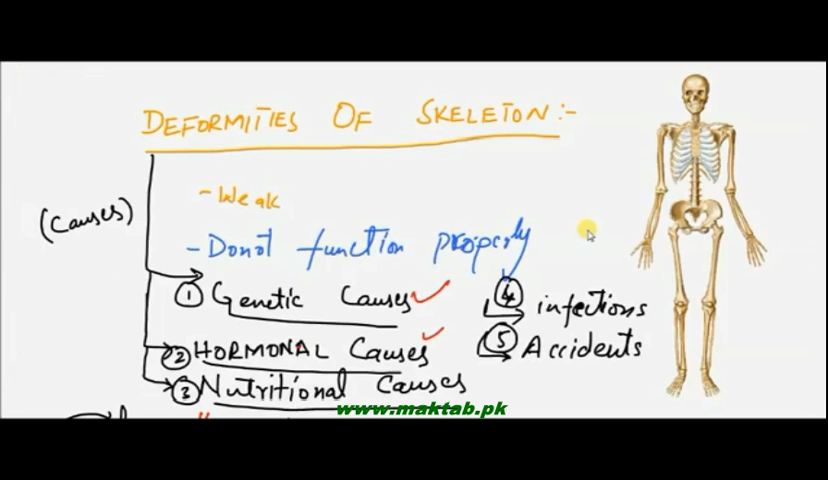 DEFORMITIES OF SKELETON:-
(Causes)
- Weak
- Donot function properly
1 Genetic Causes
2 HORMONAL Causes
3 Nutritional Causes
4 infections
5 Accidents
www.maktab.pk